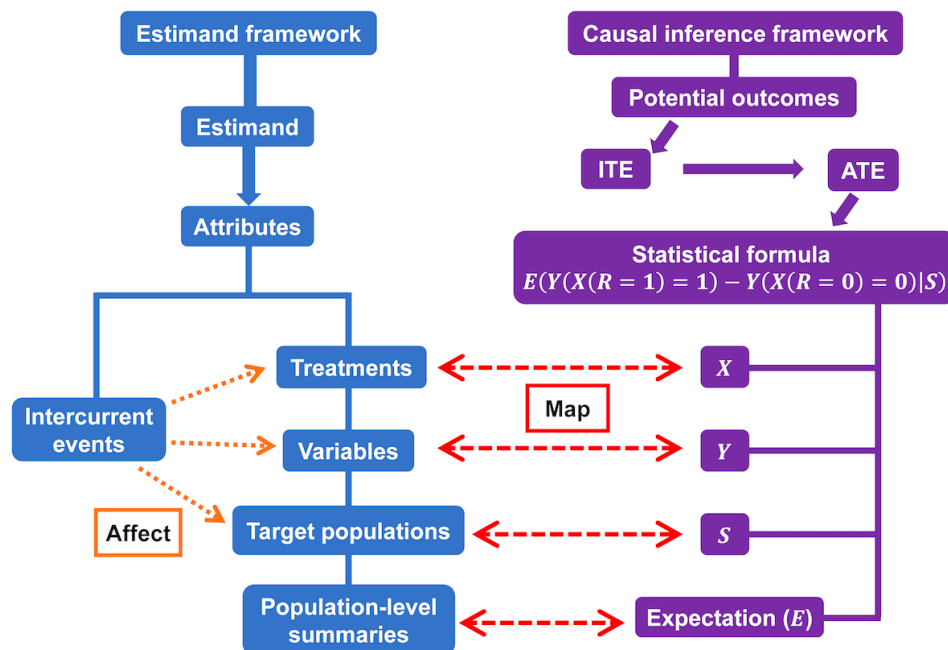 Estimand framework
Causal inference framework
Potential outcomes
Estimand
ITE
ATE
Attributes
Statistical formula
E(Y(X(R = 1) = 1) − Y(X(R = 0) = 0)|S)
Treatments
X
Map
Intercurrent
events
Variables
Y
Affect
Target populations
S
Population-level
summaries
Expectation (E)